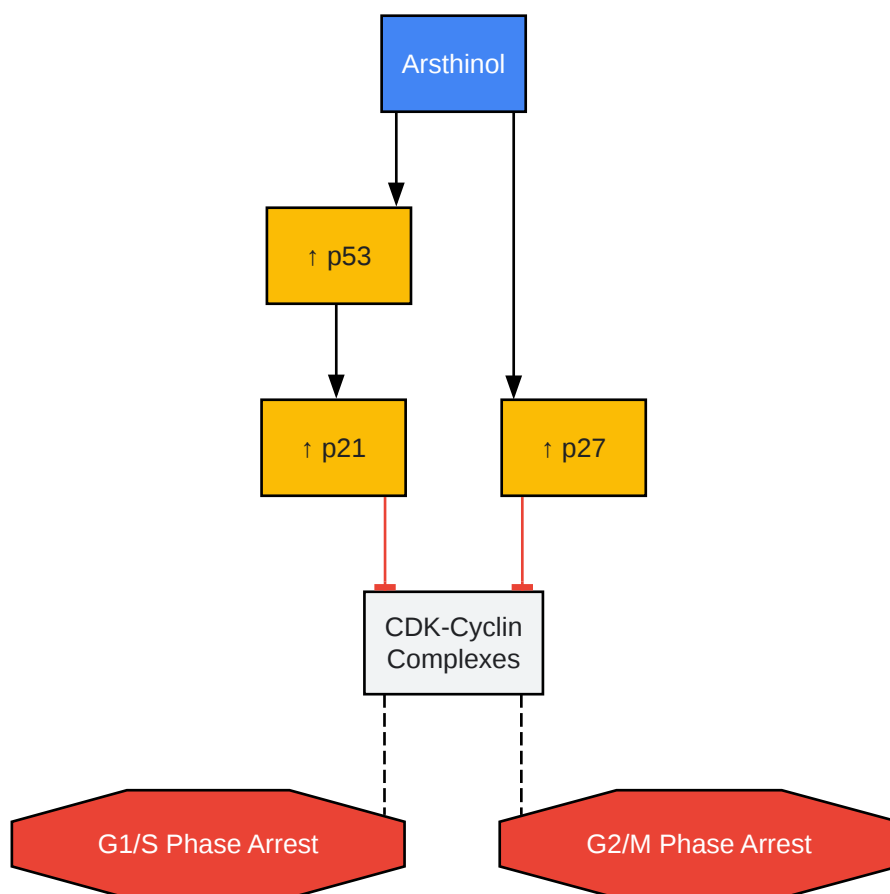 Arsthinol
↑ p53
↑ p21
↑ p27
CDK-Cyclin
Complexes
G1/S Phase Arrest
G2/M Phase Arrest